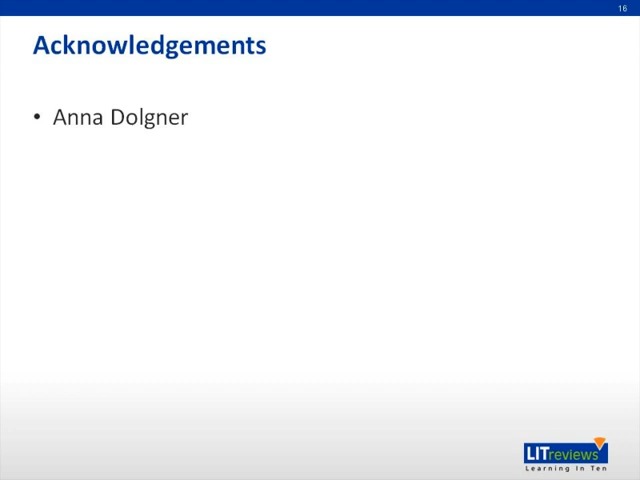 16
Acknowledgements
• Anna Dolgner
LITreviews
Learning In Ten